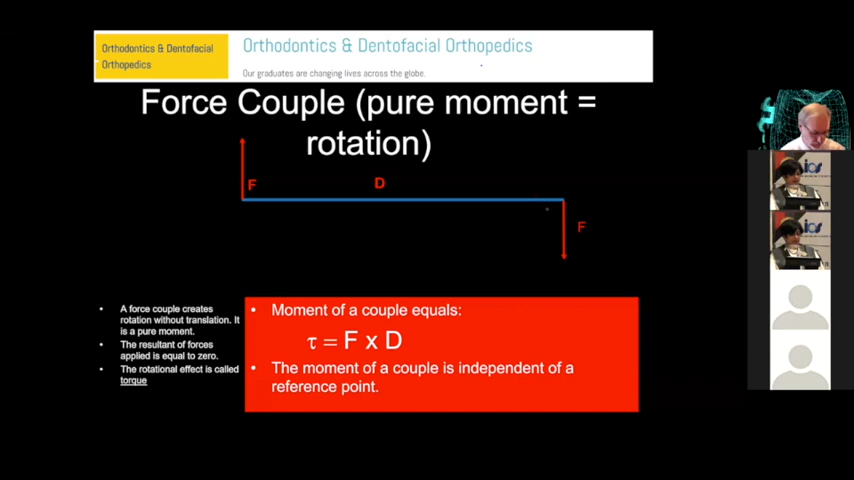 Orthodontics & Dentofacial
Orthopedics
Orthodontics & Dentofacial Orthopedics
Our graduates are changing lives across the globe.
Force Couple (pure moment =
rotation)
F
D
F
• A force couple creates
rotation without translation. It
is a pure moment.
• The resultant of forces
applied is equal to zero.
• The rotational effect is called
torque
• Moment of a couple equals:
τ = F x D
• The moment of a couple is independent of a
reference point.
ios
ios